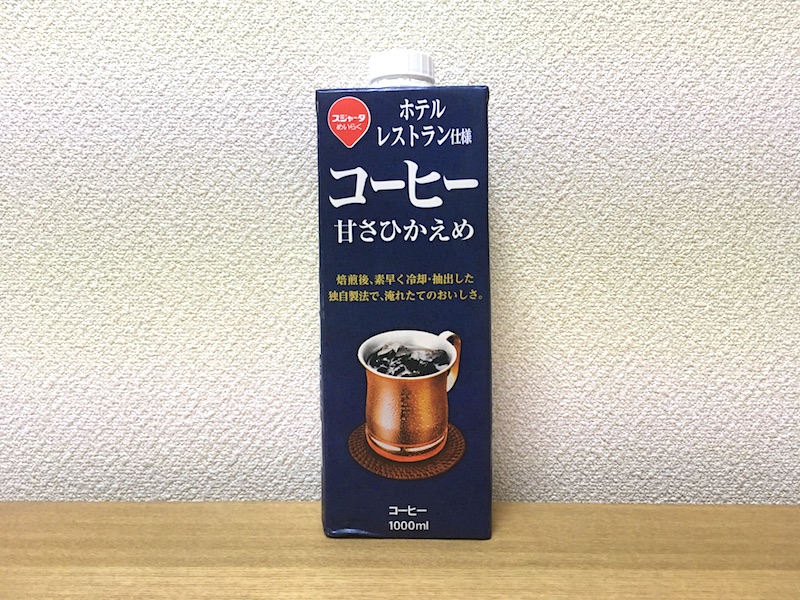 スジャータ
めいらく
ホテル
レストラン仕様
コーヒー
甘さひかえめ
焙煎後、素早く冷却・抽出した
独自製法で、淹れたてのおいしさ。
コーヒー
1000ml